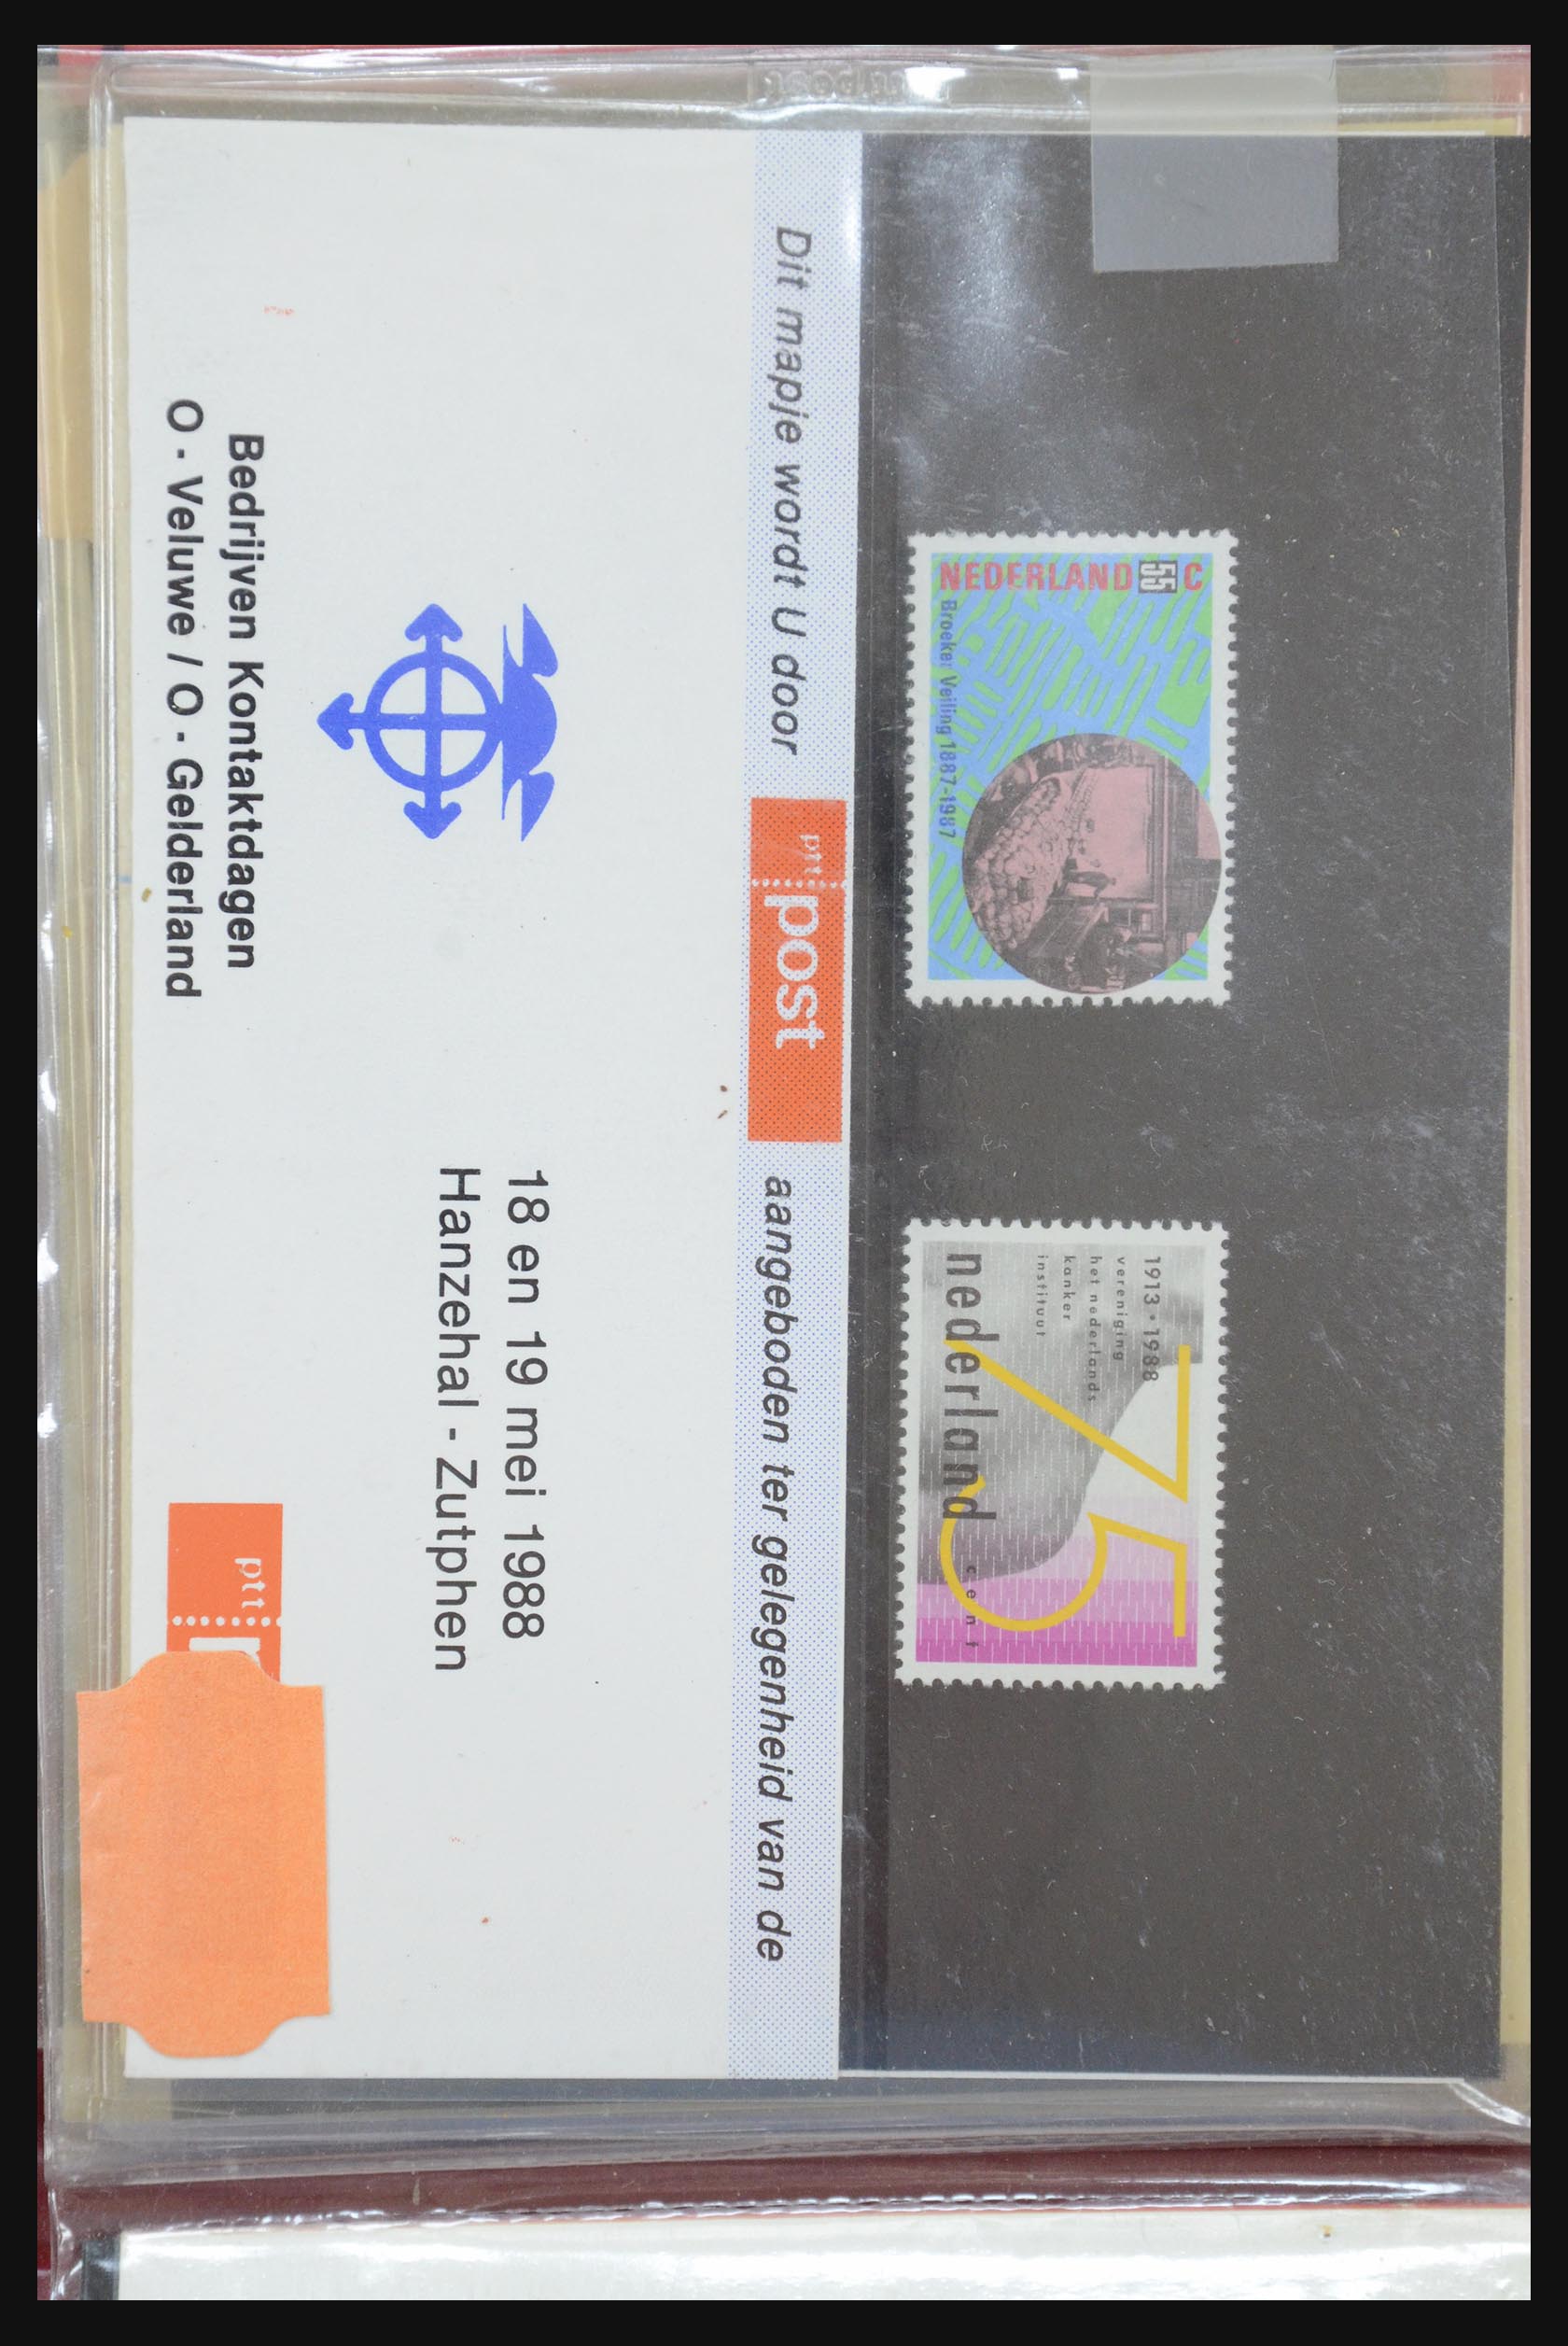 NEDERLAND 55 C
Broeker Veiling 1887-1987
1913 • 1988
vereniging
het nederlands
kanker
instituut
nederland
75
cent
Dit mapje wordt U door ptt post aangeboden ter gelegenheid van de
18 en 19 mei 1988
Hanzehal - Zutphen
Bedrijven Kontaktdagen
O - Veluwe / O - Gelderland
ptt